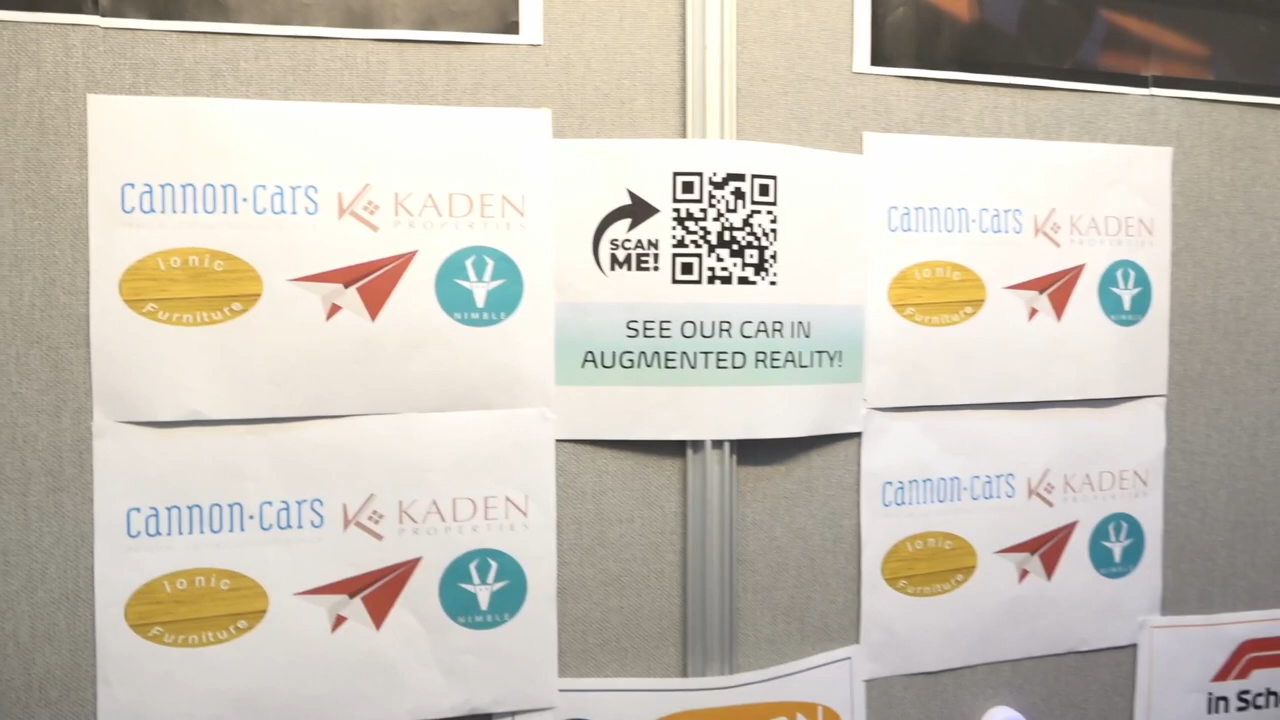 cannon·cars
KADEN
PROPERTIES
Ionic
Furniture
NIMBLE
SCAN
ME!
SEE OUR CAR IN
AUGMENTED REALITY!
cannon·cars
KADEN
PROPERTIES
Ionic
Furniture
NIMBLE
cannon·cars
KADEN
PROPERTIES
Ionic
Furniture
NIMBLE
cannon·cars
KADEN
PROPERTIES
Ionic
Furniture
NIMBLE
in Sch